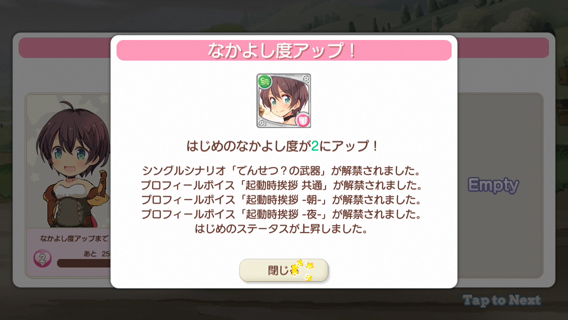 なかよし度アップ！
はじめのなかよし度が2にアップ！
シングルシナリオ「でんせつ？の武器」が解禁されました。
プロフィールボイス「起動時挨拶 共通」が解禁されました。
プロフィールボイス「起動時挨拶 -朝-」が解禁されました。
プロフィールボイス「起動時挨拶 -夜-」が解禁されました。
はじめのステータスが上昇しました。
閉じる
なかよし度アップまで
あと 25
Empty
Tap to Next